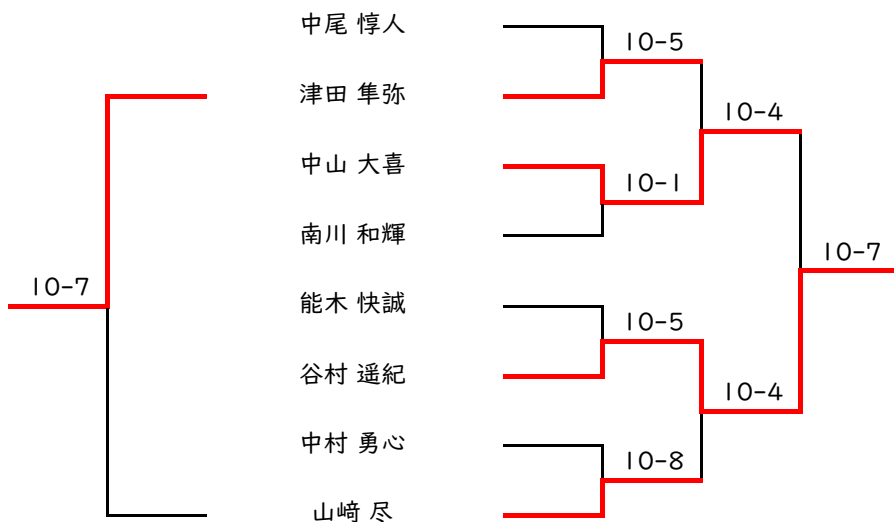 中尾 惇人
10-5
津田 隼弥
10-4
中山 大喜
10-1
南川 和輝
10-7
10-7
能木 快誠
10-5
谷村 遥紀
10-4
中村 勇心
10-8
山﨑 尽